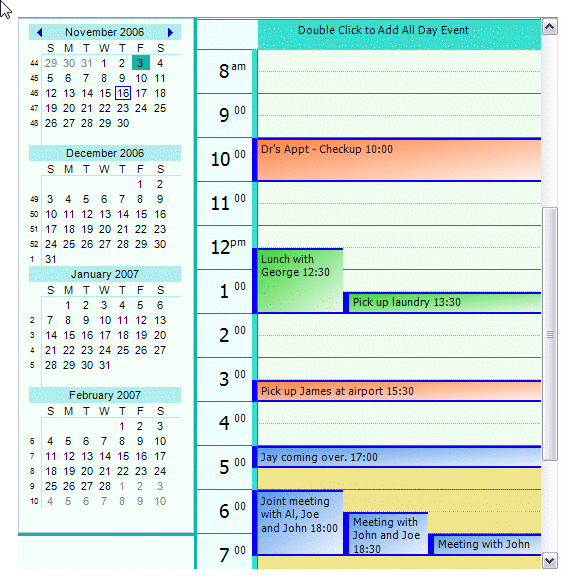 November 2006
S M T W T F S
44 29 30 31 1 2 3 4
45 5 6 7 8 9 10 11
46 12 13 14 15 16 17 18
47 19 20 21 22 23 24 25
48 26 27 28 29 30
December 2006
S M T W T F S
1 2
49 3 4 5 6 7 8 9
50 10 11 12 13 14 15 16
51 17 18 19 20 21 22 23
52 24 25 26 27 28 29 30
1 31
January 2007
S M T W T F S
1 2 3 4 5 6
2 7 8 9 10 11 12 13
3 14 15 16 17 18 19 20
4 21 22 23 24 25 26 27
5 28 29 30 31
February 2007
S M T W T F S
1 2 3
6 4 5 6 7 8 9 10
7 11 12 13 14 15 16 17
8 18 19 20 21 22 23 24
9 25 26 27 28 1 2 3
10 4 5 6 7 8 9 10
Double Click to Add All Day Event
8 am
9 00
10 00
Dr's Appt - Checkup 10:00
11 00
12 pm
Lunch with
George 12:30
1 00
Pick up laundry 13:30
2 00
3 00
Pick up James at airport 15:30
4 00
5 00
Jay coming over. 17:00
6 00
Joint meeting
with Al, Joe
and John 18:00
Meeting with
John and Joe
18:30
7 00
Meeting with John